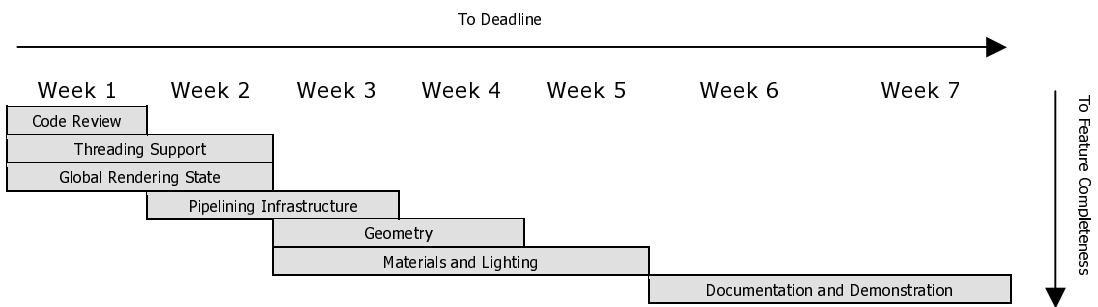 To Deadline
Week 1 Week 2 Week 3 Week 4 Week 5 Week 6 Week 7
Code Review
Threading Support
Global Rendering State
Pipelining Infrastructure
Geometry
Materials and Lighting
Documentation and Demonstration
To Feature Completeness